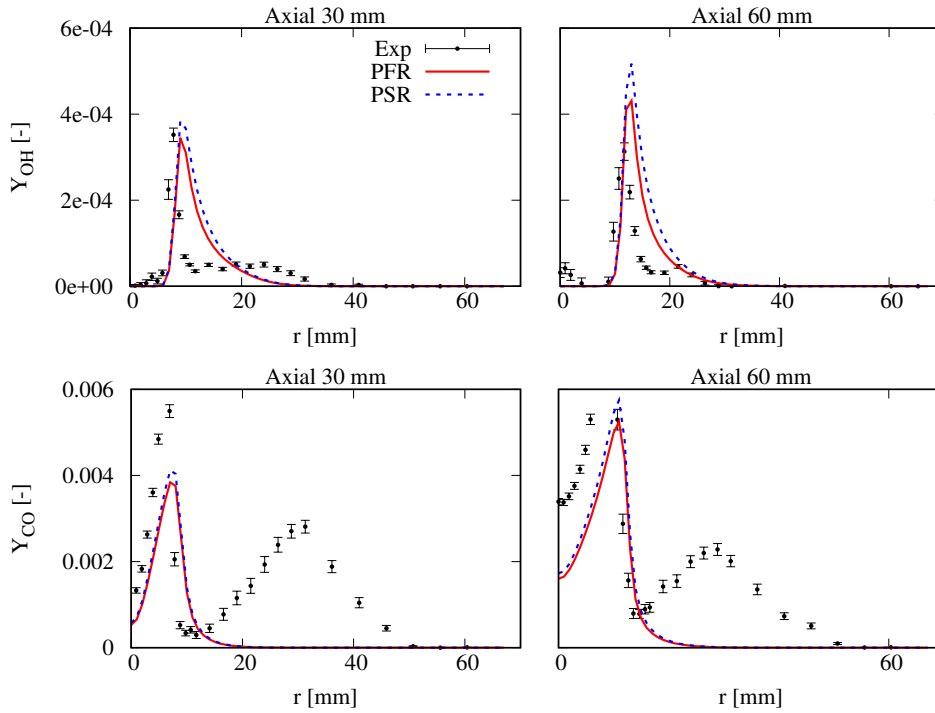 Axial 30 mm
Axial 60 mm
6e-04
4e-04
2e-04
0e+00
Y_OH [-]
Exp
PFR
PSR
0 20 40 60
r [mm]
0 20 40 60
r [mm]
Axial 30 mm
Axial 60 mm
0.006
0.004
0.002
0
Y_CO [-]
0 20 40 60
r [mm]
0 20 40 60
r [mm]